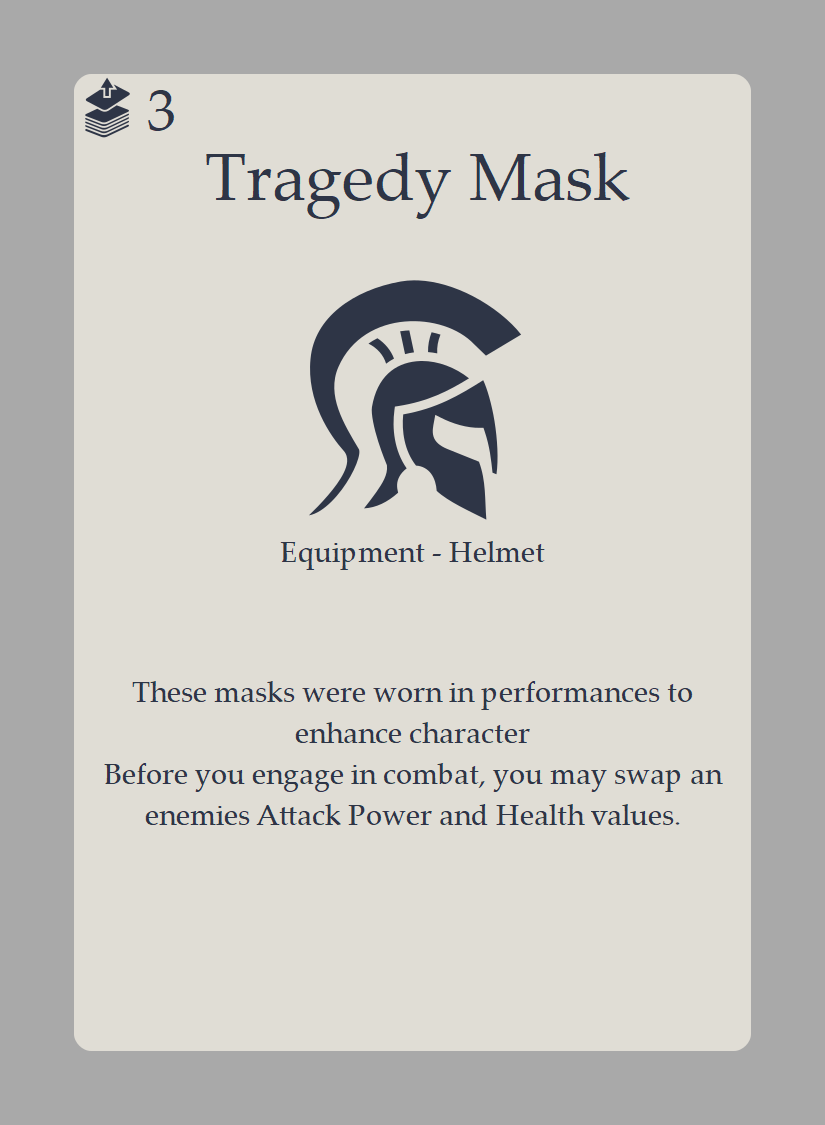 3
Tragedy Mask
Equipment - Helmet
These masks were worn in performances to
enhance character
Before you engage in combat, you may swap an
enemies Attack Power and Health values.